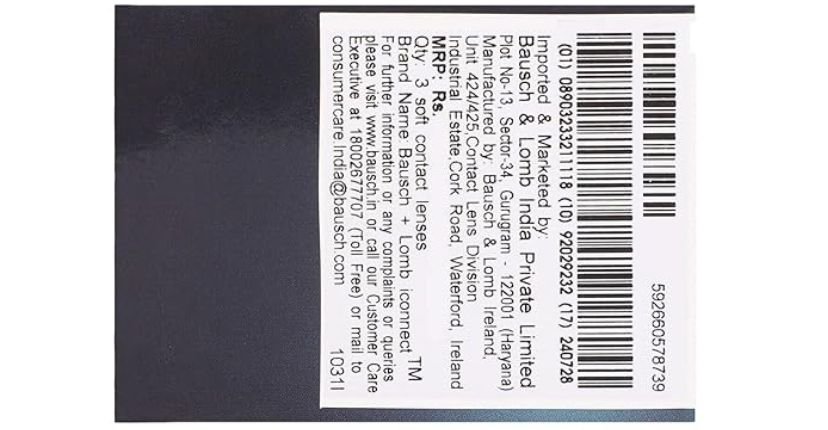 592660578739
(01) 08903233211118 (10) 92029232 (17) 240728
Imported & Marketed by:
Bausch & Lomb India Private Limited
Plot No-13, Sector-34, Gurugram - 122001 (Haryana)
Manufactured by: Bausch & Lomb Ireland,
Unit 424/425,Contact Lens Division
Industrial Estate,Cork Road, Waterford, Ireland
MRP: Rs.
Qty: 3 soft contact lenses
Brand Name Bausch + Lomb iconnect TM
For further information or any complaints or queries
please visit www.bausch.in or call our Customer Care
Executive at 18002677707 (Toll Free) or mail to
consumercare.India@bausch.com 1031I